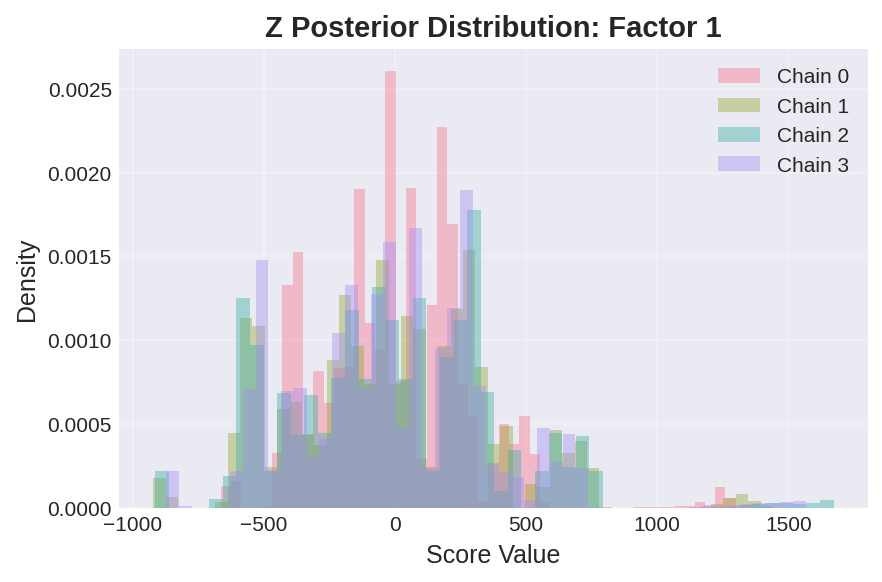 Z Posterior Distribution: Factor 1
Chain 0
Chain 1
Chain 2
Chain 3
Density
0.0025
0.0020
0.0015
0.0010
0.0005
0.0000
−1000 −500 0 500 1000 1500
Score Value